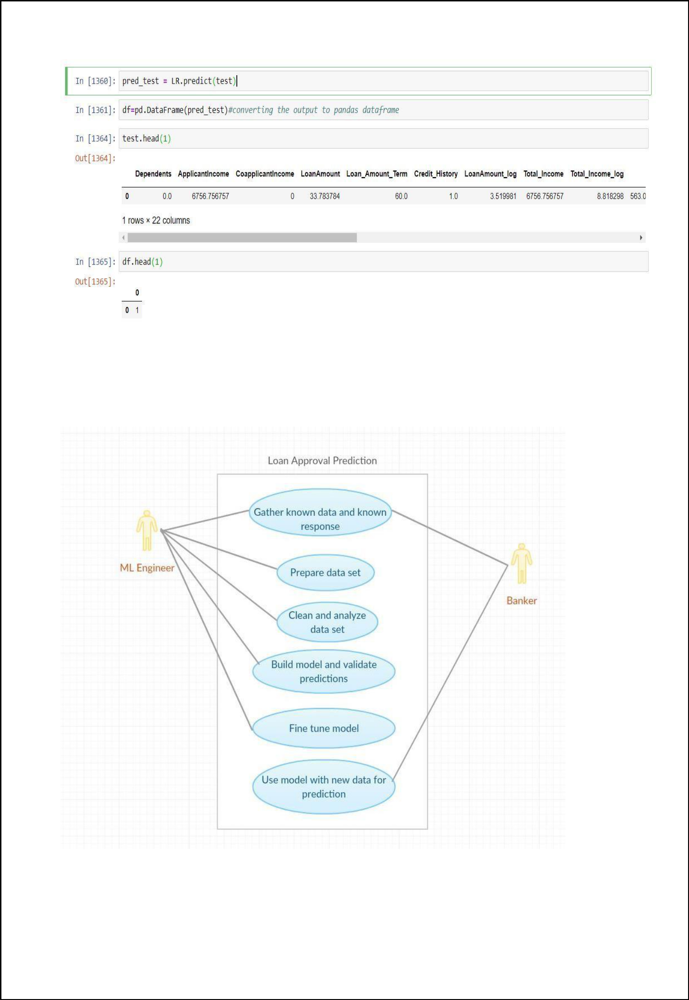 In [1360]: pred_test = LR.predict(test)
In [1361]: df=pd.DataFrame(pred_test)#converting the output to pandas dataframe
In [1364]: test.head(1)
Out[1364]:
Dependents ApplicantIncome CoapplicantIncome LoanAmount Loan_Amount_Term Credit_History LoanAmount_log Total_Income Total_Income_log
0 0.0 6756.756757 0 33.783784 60.0 1.0 3.519981 6756.756757 8.818298 563.0
1 rows × 22 columns
In [1365]: df.head(1)
Out[1365]:
0
0 1
Loan Approval Prediction
Gather known data and known
response
ML Engineer
Prepare data set
Banker
Clean and analyze
data set
Build model and validate
predictions
Fine tune model
Use model with new data for
prediction